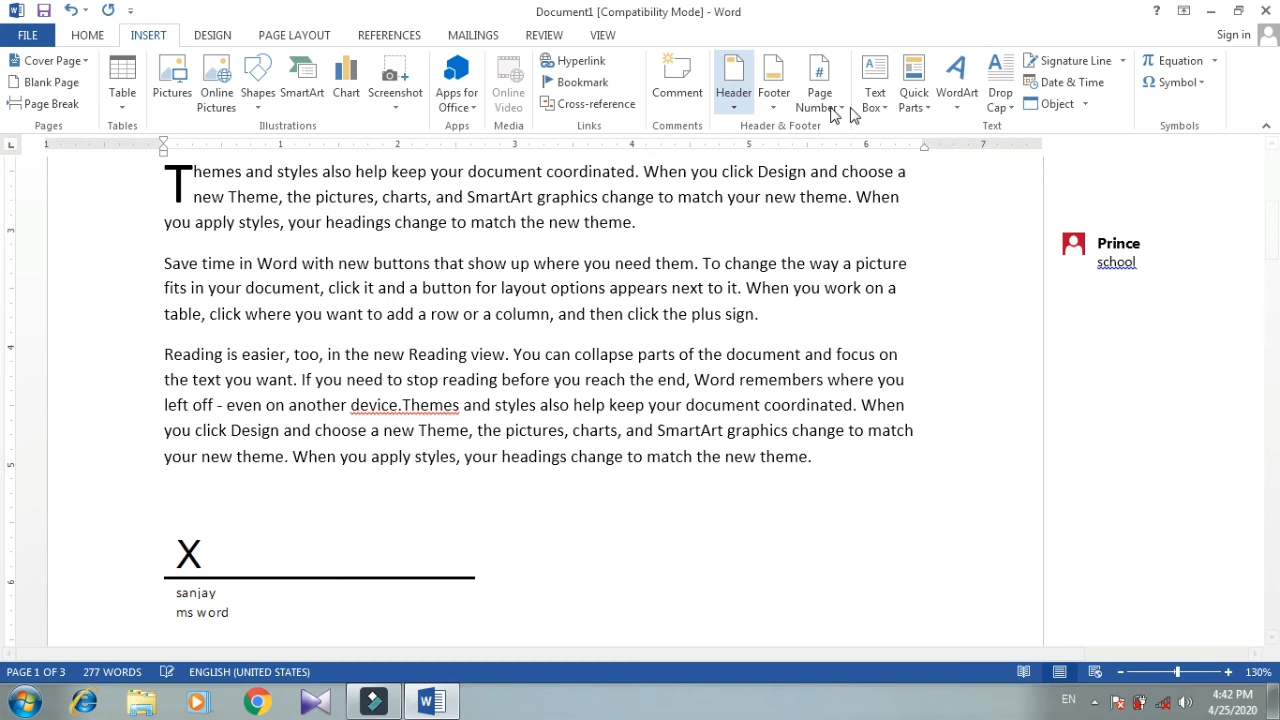 Document1 [Compatibility Mode] - Word
?
FILE HOME INSERT DESIGN PAGE LAYOUT REFERENCES MAILINGS REVIEW VIEW
Sign in
Cover Page
Blank Page
Page Break
Pages
Table
Tables
Pictures
Online Pictures
Shapes
SmartArt
Chart
Screenshot
Illustrations
Apps for Office
Apps
Online Video
Media
Hyperlink
Bookmark
Cross-reference
Links
Comment
Comments
Header
Footer
Page Number
Header & Footer
Text Box
Quick Parts
WordArt
Drop Cap
Signature Line
Date & Time
Object
Text
Equation
Symbol
Symbols
1 1 2 3 4 5 6 7
Themes and styles also help keep your document coordinated. When you click Design and choose a
new Theme, the pictures, charts, and SmartArt graphics change to match your new theme. When
you apply styles, your headings change to match the new theme.
Save time in Word with new buttons that show up where you need them. To change the way a picture
fits in your document, click it and a button for layout options appears next to it. When you work on a
table, click where you want to add a row or a column, and then click the plus sign.
Reading is easier, too, in the new Reading view. You can collapse parts of the document and focus on
the text you want. If you need to stop reading before you reach the end, Word remembers where you
left off - even on another device.Themes and styles also help keep your document coordinated. When
you click Design and choose a new Theme, the pictures, charts, and SmartArt graphics change to match
your new theme. When you apply styles, your headings change to match the new theme.
X
sanjay
ms word
Prince
school
3
4
5
6
PAGE 1 OF 3 277 WORDS ENGLISH (UNITED STATES) 130%
EN
4:42 PM
4/25/2020